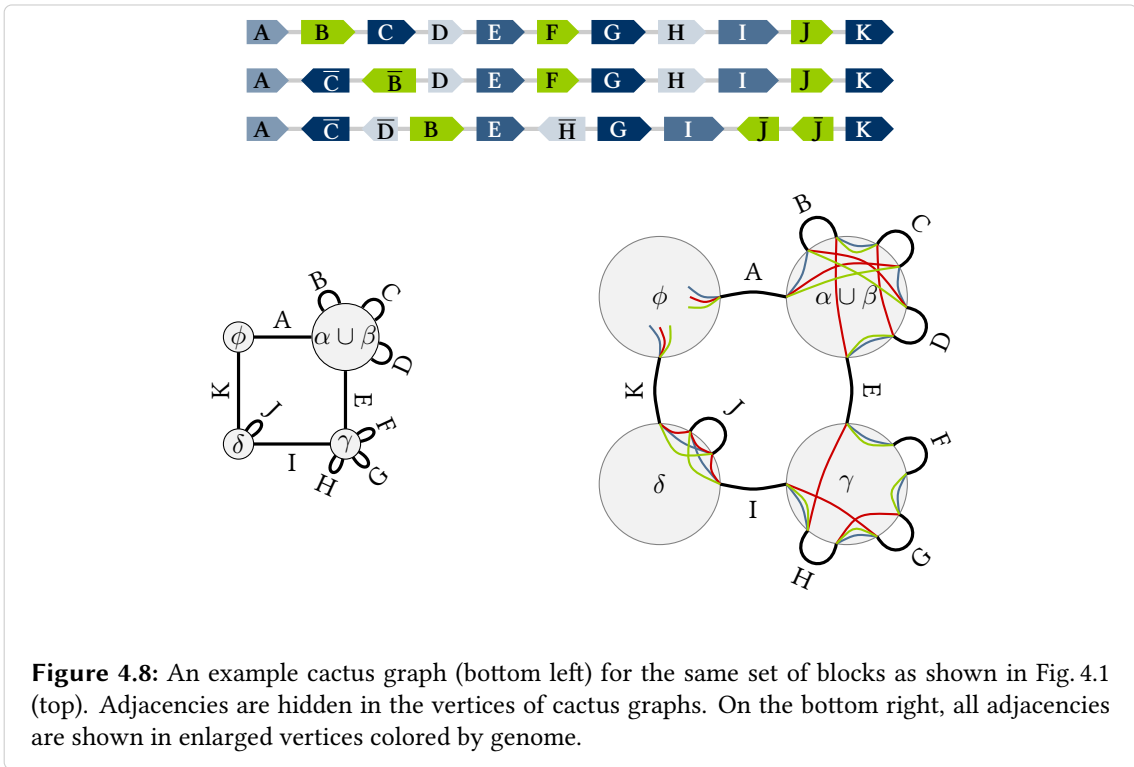 A B C D E F G H I J K
A C̅ B̅ D E F G H I J K
A C̅ D̅ B E H̅ G I J̅ J̅ K
B
C
A
ϕ
α ∪ β
D
K
E
J
F
δ
γ
I
G
H
B
C
A
ϕ
α ∪ β
D
K
E
J
F
δ
γ
I
G
H
Figure 4.8: An example cactus graph (bottom left) for the same set of blocks as shown in Fig. 4.1
(top). Adjacencies are hidden in the vertices of cactus graphs. On the bottom right, all adjacencies
are shown in enlarged vertices colored by genome.